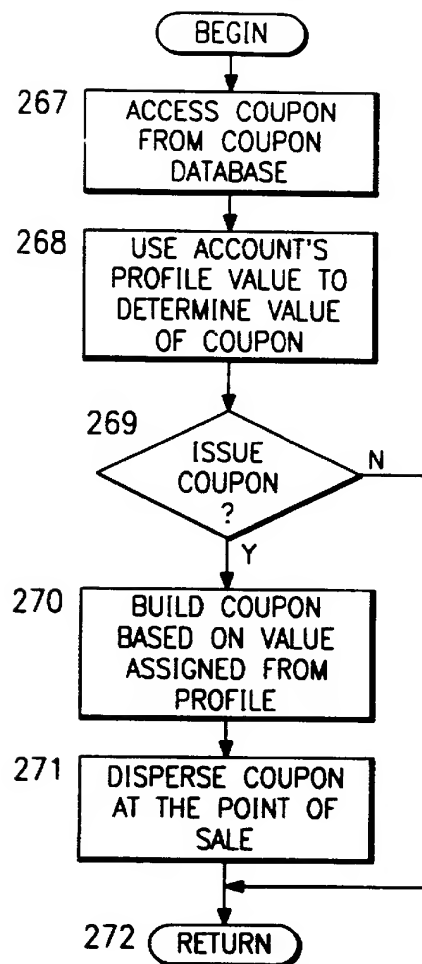 BEGIN
267
ACCESS COUPON
FROM COUPON
DATABASE
268
USE ACCOUNT'S
PROFILE VALUE TO
DETERMINE VALUE
OF COUPON
269
ISSUE
COUPON
?
N
Y
270
BUILD COUPON
BASED ON VALUE
ASSIGNED FROM
PROFILE
271
DISPERSE COUPON
AT THE POINT OF
SALE
272
RETURN